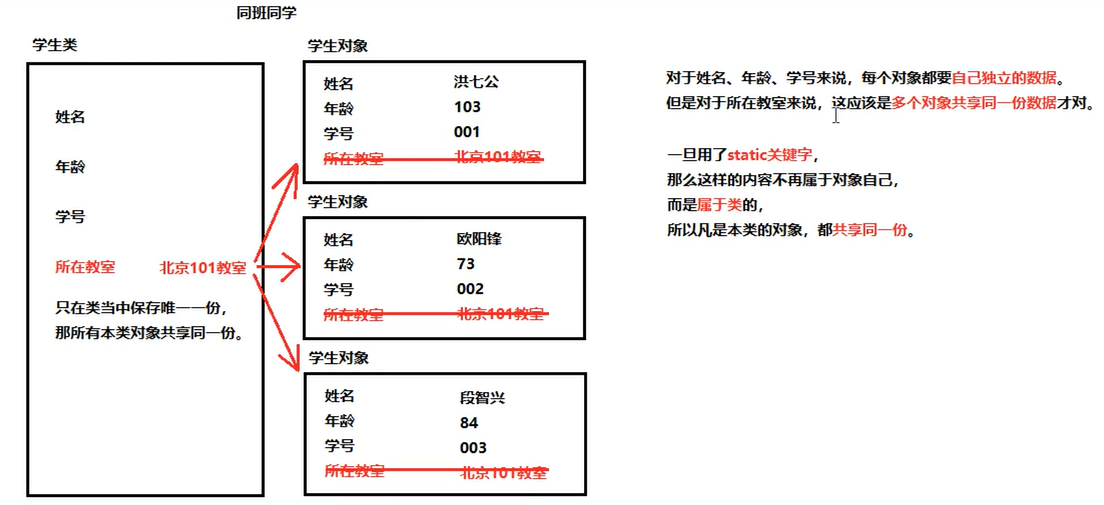 同班同学
学生类
姓名
年龄
学号
所在教室 北京101教室
只在类当中保存唯一一份，
那所有本类对象共享同一份。
学生对象
姓名 洪七公
年龄 103
学号 001
所在教室 北京101教室
学生对象
姓名 欧阳锋
年龄 73
学号 002
所在教室 北京101教室
学生对象
姓名 段智兴
年龄 84
学号 003
所在教室 北京101教室
对于姓名、年龄、学号来说，每个对象都要自己独立的数据。
但是对于所在教室来说，这应该是多个对象共享同一份数据才对。
一旦用了static关键字，
那么这样的内容不再属于对象自己，
而是属于类的，
所以凡是本类的对象，都共享同一份。